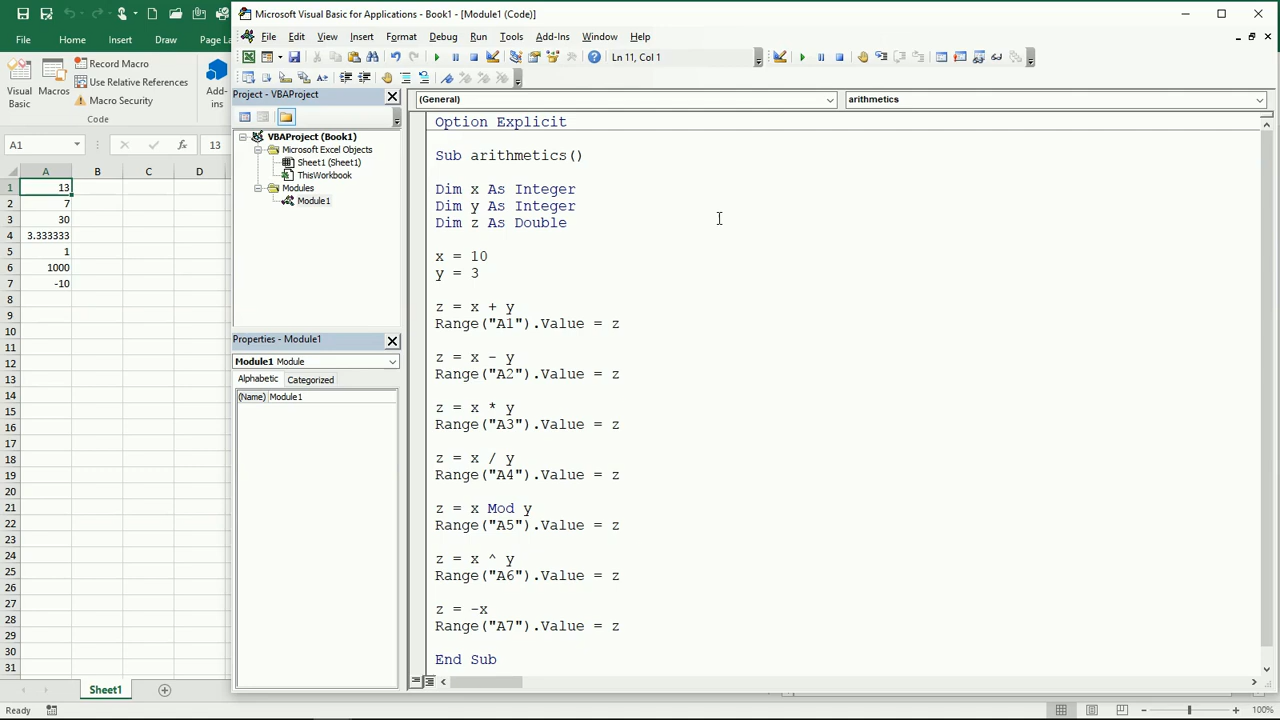 Microsoft Visual Basic for Applications - Book1 - [Module1 (Code)]
File Home Insert Draw Page La
File Edit View Insert Format Debug Run Tools Add-Ins Window Help
Ln 11, Col 1
Visual Basic
Macros
Record Macro
Use Relative References
Macro Security
Code
Add-ins
A1
13
A B C D
1 13
2 7
3 30
4 3.333333
5 1
6 1000
7 -10
8
9
10
11
12
13
14
15
16
17
18
19
20
21
22
23
24
25
26
27
28
29
30
31
Project - VBAProject
VBAProject (Book1)
Microsoft Excel Objects
Sheet1 (Sheet1)
ThisWorkbook
Modules
Module1
Properties - Module1
Module1 Module
Alphabetic Categorized
(Name) Module1
(General)
arithmetics
Option Explicit
Sub arithmetics()
Dim x As Integer
Dim y As Integer
Dim z As Double
x = 10
y = 3
z = x + y
Range("A1").Value = z
z = x - y
Range("A2").Value = z
z = x * y
Range("A3").Value = z
z = x / y
Range("A4").Value = z
z = x Mod y
Range("A5").Value = z
z = x ^ y
Range("A6").Value = z
z = -x
Range("A7").Value = z
End Sub
Sheet1
Ready
100%